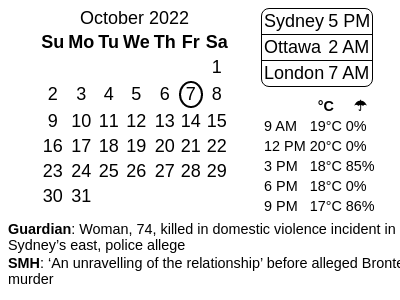 October 2022
Su Mo Tu We Th Fr Sa
1
2 3 4 5 6 7 8
9 10 11 12 13 14 15
16 17 18 19 20 21 22
23 24 25 26 27 28 29
30 31
Sydney 5 PM
Ottawa 2 AM
London 7 AM
°C ☂
9 AM 19°C 0%
12 PM 20°C 0%
3 PM 18°C 85%
6 PM 18°C 0%
9 PM 17°C 86%
Guardian: Woman, 74, killed in domestic violence incident in
Sydney’s east, police allege
SMH: ‘An unravelling of the relationship’ before alleged Bronte
murder